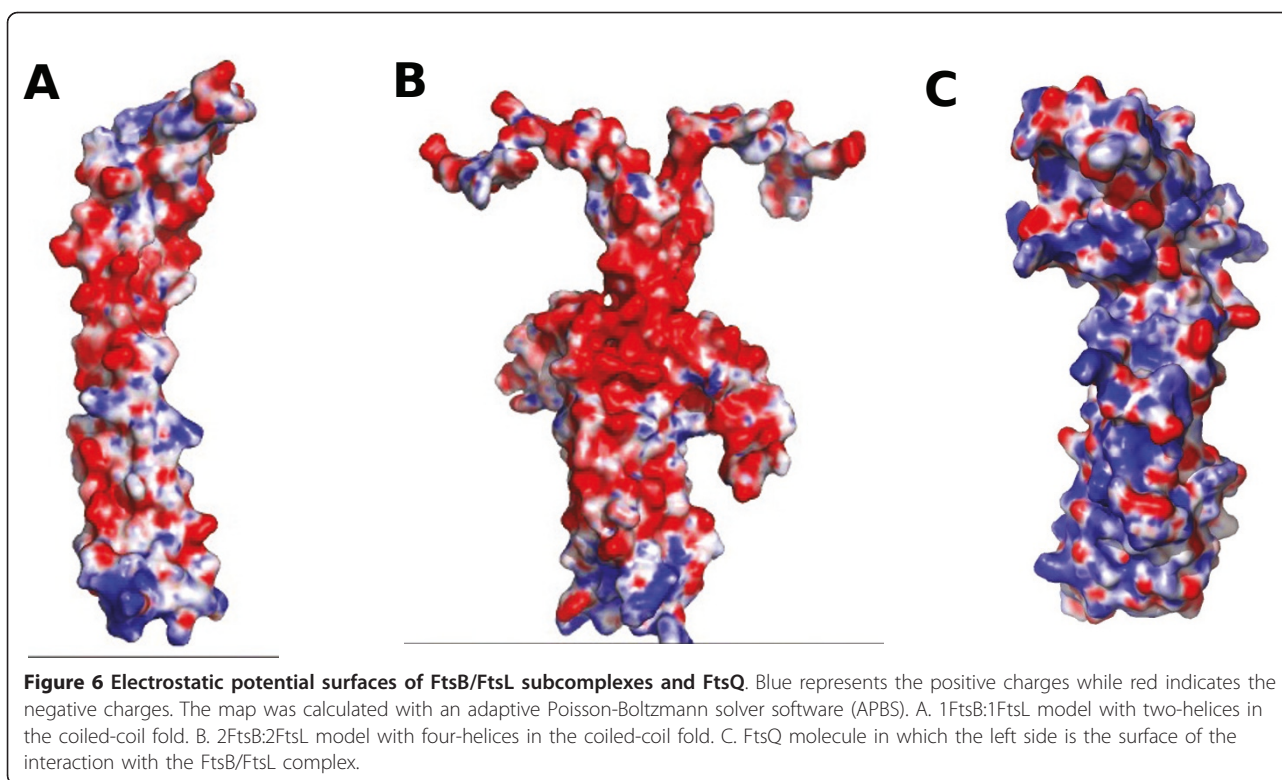 A
B
C
Figure 6 Electrostatic potential surfaces of FtsB/FtsL subcomplexes and FtsQ. Blue represents the positive charges while red indicates the
negative charges. The map was calculated with an adaptive Poisson-Boltzmann solver software (APBS). A. 1FtsB:1FtsL model with two-helices in
the coiled-coil fold. B. 2FtsB:2FtsL model with four-helices in the coiled-coil fold. C. FtsQ molecule in which the left side is the surface of the
interaction with the FtsB/FtsL complex.